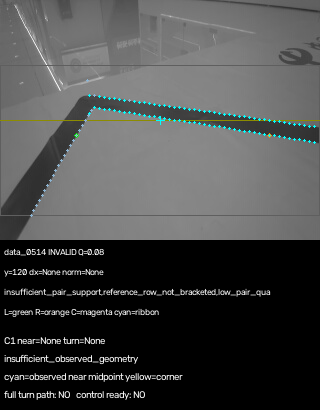 data_0514 INVALID Q=0.08
y=120 dx=None norm=None
insufficient_pair_support,reference_row_not_bracketed,low_pair_qua
L=green R=orange C=magenta cyan=ribbon
C1 near=None turn=None
insufficient_observed_geometry
cyan=observed near midpoint yellow=corner
full turn path: NO control ready: NO